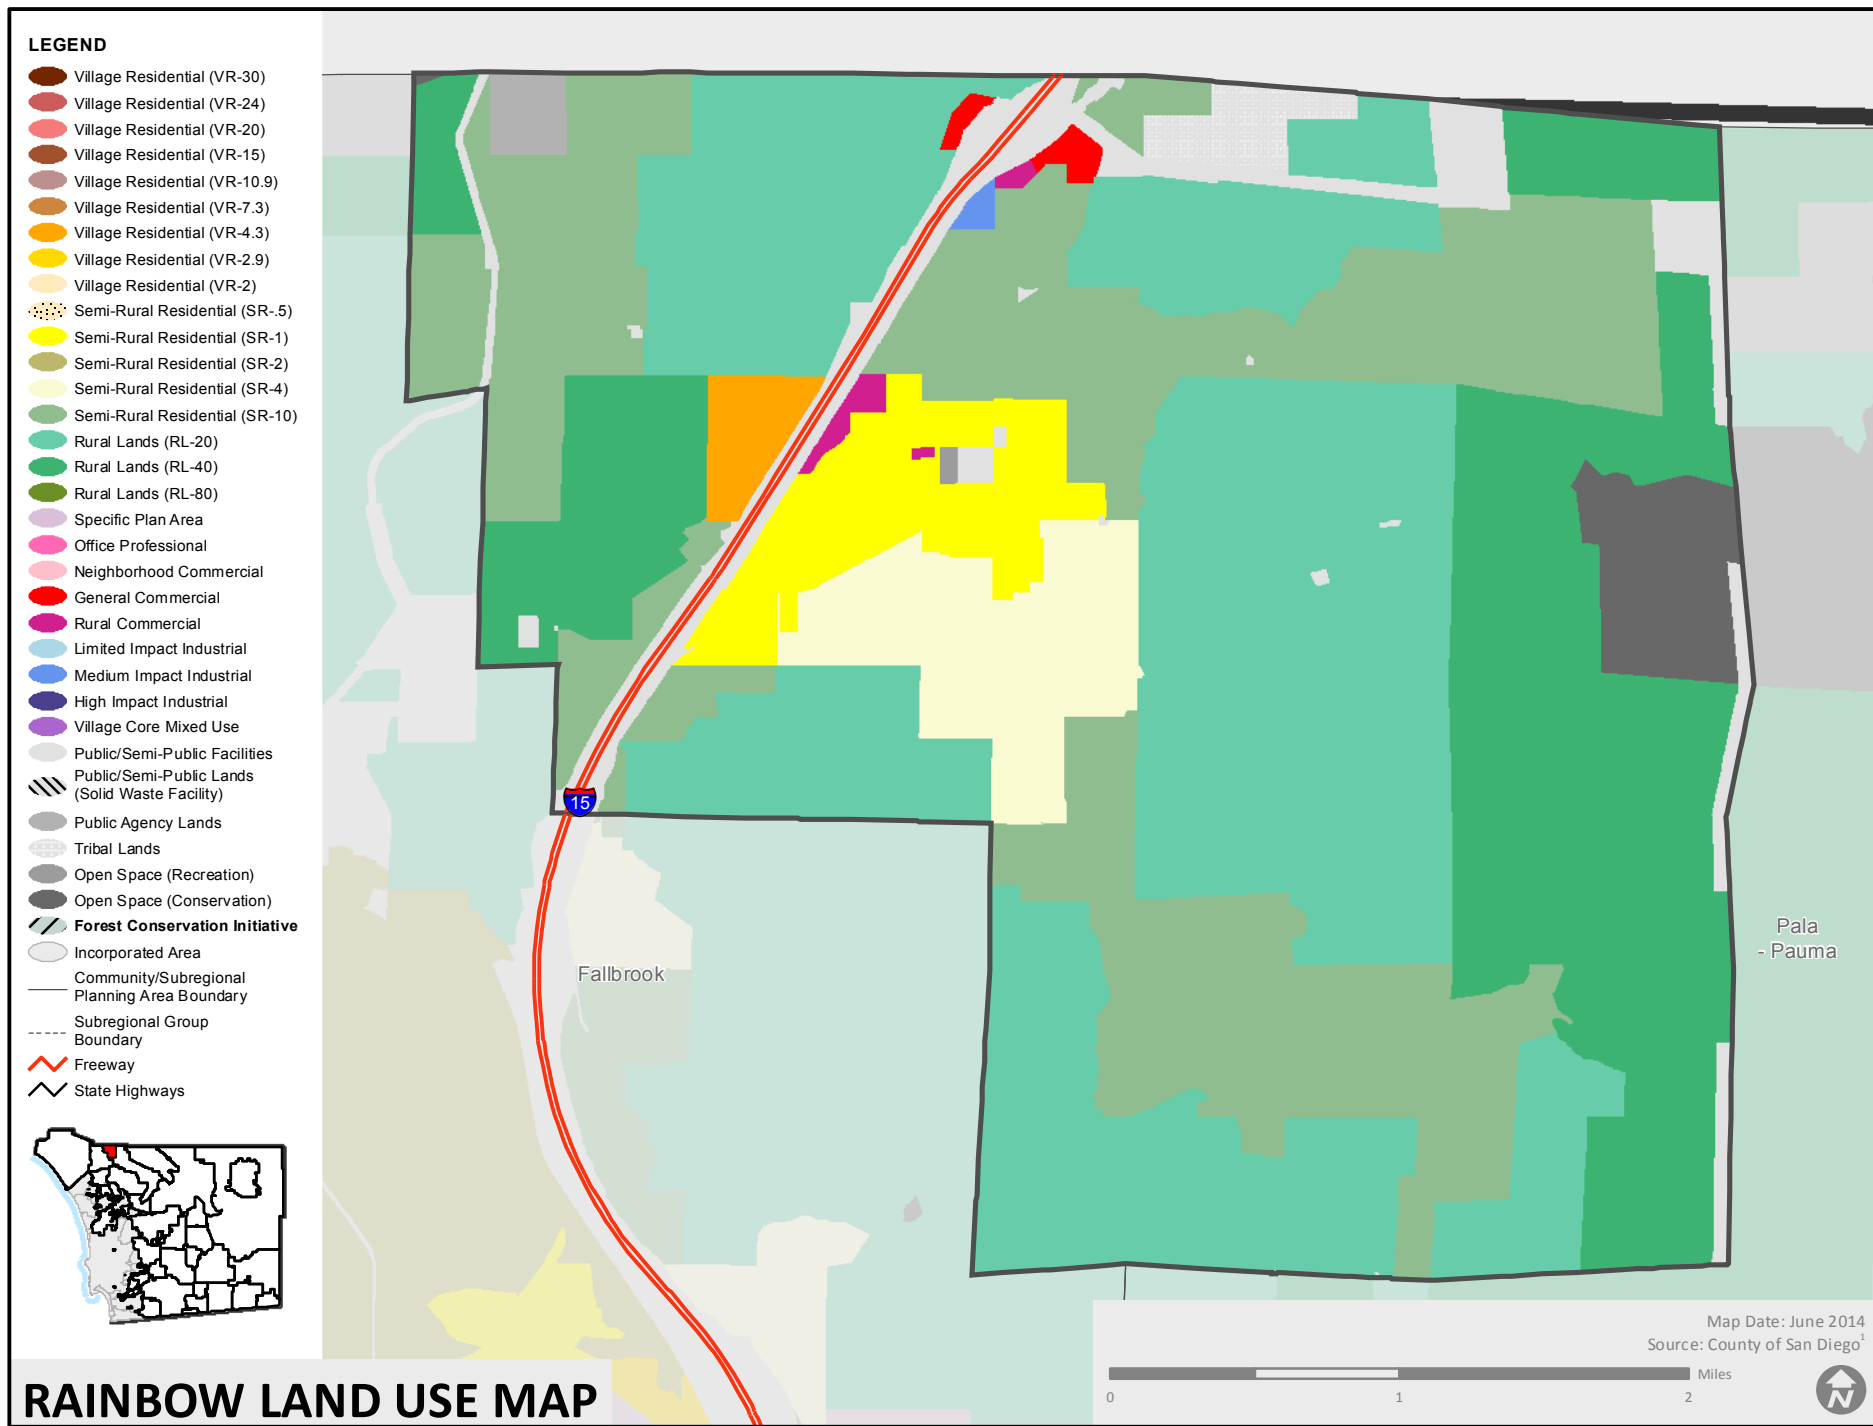 LEGEND
Village Residential (VR-30)
Village Residential (VR-24)
Village Residential (VR-20)
Village Residential (VR-15)
Village Residential (VR-10.9)
Village Residential (VR-7.3)
Village Residential (VR-4.3)
Village Residential (VR-2.9)
Village Residential (VR-2)
Semi-Rural Residential (SR-.5)
Semi-Rural Residential (SR-1)
Semi-Rural Residential (SR-2)
Semi-Rural Residential (SR-4)
Semi-Rural Residential (SR-10)
Rural Lands (RL-20)
Rural Lands (RL-40)
Rural Lands (RL-80)
Specific Plan Area
Office Professional
Neighborhood Commercial
General Commercial
Rural Commercial
Limited Impact Industrial
Medium Impact Industrial
High Impact Industrial
Village Core Mixed Use
Public/Semi-Public Facilities
Public/Semi-Public Lands
(Solid Waste Facility)
Public Agency Lands
Tribal Lands
Open Space (Recreation)
Open Space (Conservation)
Forest Conservation Initiative
Incorporated Area
Community/Subregional
Planning Area Boundary
Subregional Group
Boundary
Freeway
State Highways
15
Fallbrook
Pala
- Pauma
Map Date: June 2014
Source: County of San Diego1
Miles
0 1 2
N
RAINBOW LAND USE MAP